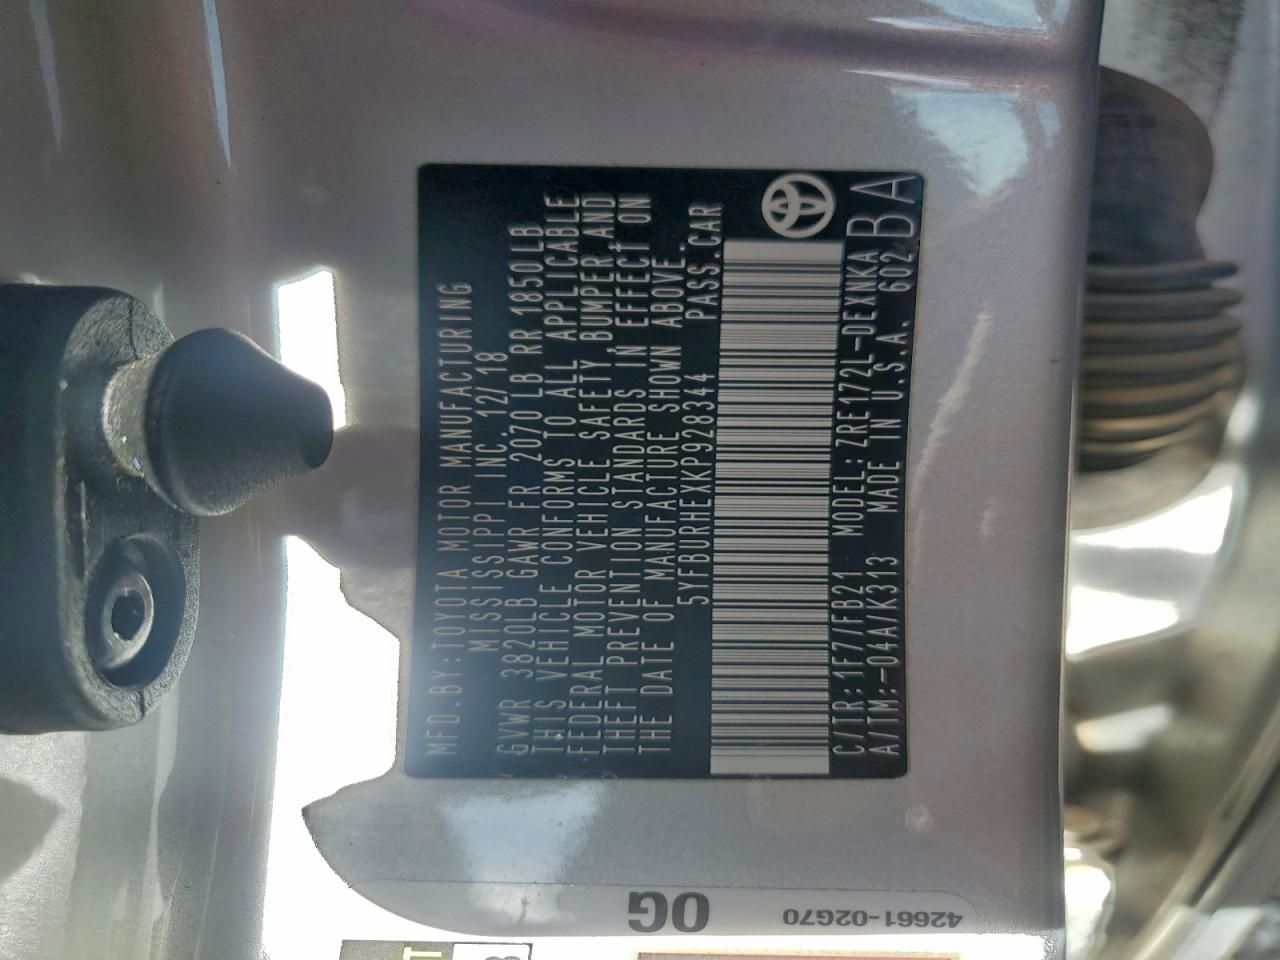 MFD.BY:TOYOTA MOTOR MANUFACTURING
MISSISSIPPI INC. 12/18
GVWR 3820LB GAWR FR 2070 LB RR 1850LB
THIS VEHICLE CONFORMS TO ALL APPLICABLE
FEDERAL MOTOR VEHICLE SAFETY, BUMPER AND
THEFT PREVENTION STANDARDS IN EFFECT ON
THE DATE OF MANUFACTURE SHOWN ABOVE.
5YFBURHEXKP928344 PASS.CAR
C/TR:1F7/FB21 MODEL:ZRE172L-DEXNKA
A/TM:-04A/K313 MADE IN U.S.A. 602
BA
0G
42661-02G70